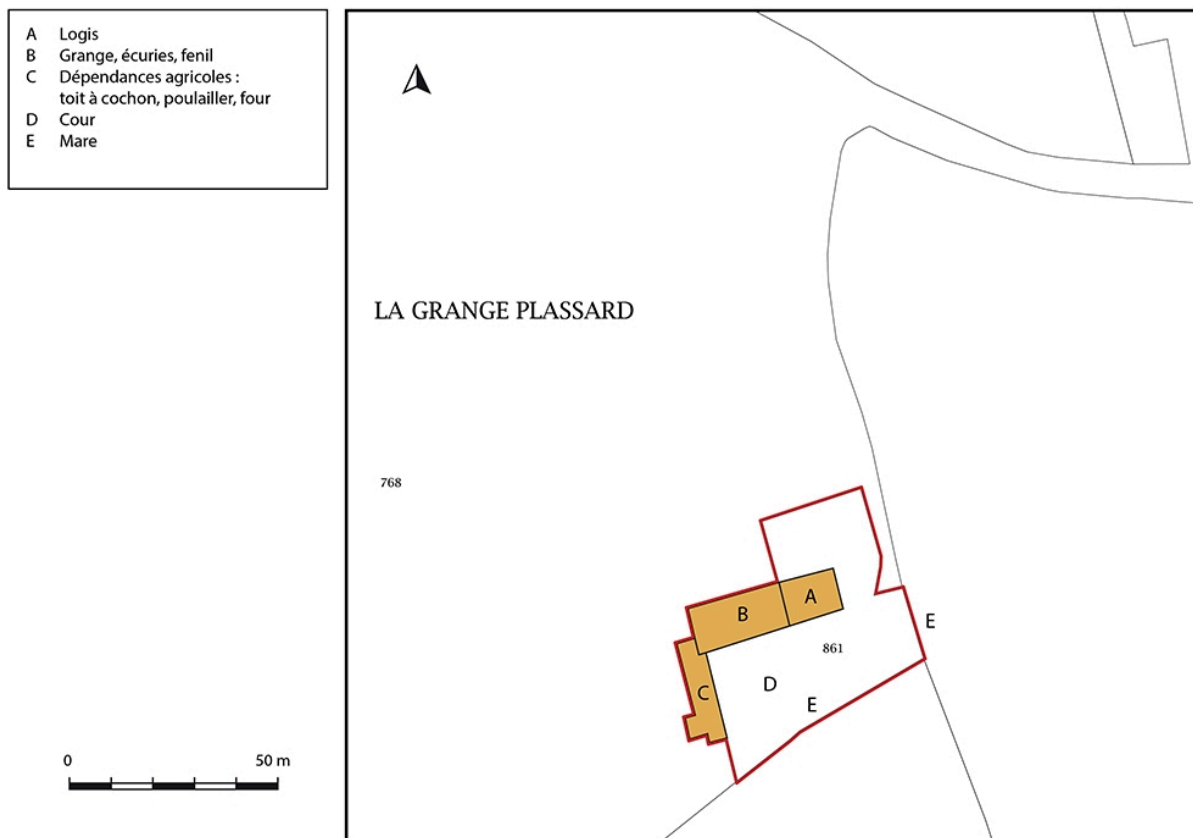 A Logis
B Grange, écuries, fenil
C Dépendances agricoles :
toit à cochon, poulailler, four
D Cour
E Mare
LA GRANGE PLASSARD
768
A
B
E
861
C
D
E
0 50 m